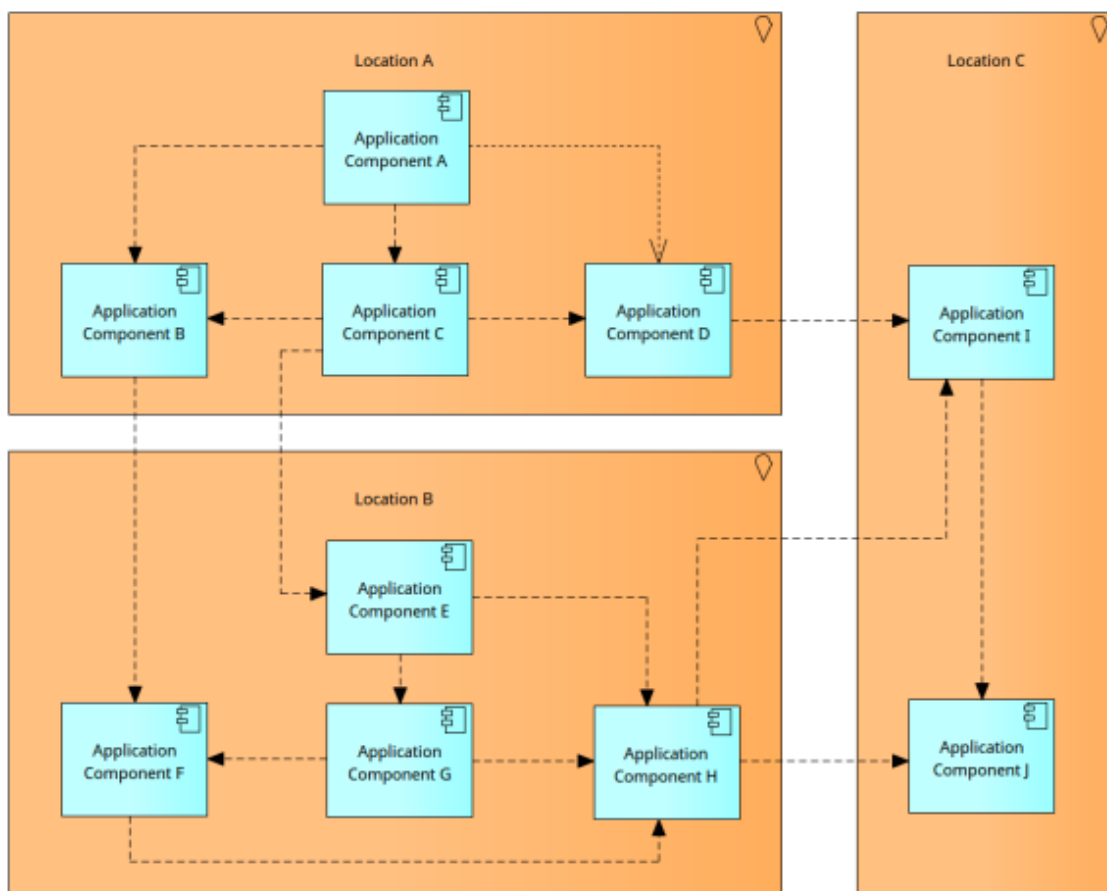 Location A
Application
Component A
Application
Component B
Application
Component C
Application
Component D
Location B
Application
Component E
Application
Component F
Application
Component G
Application
Component H
Location C
Application
Component I
Application
Component J